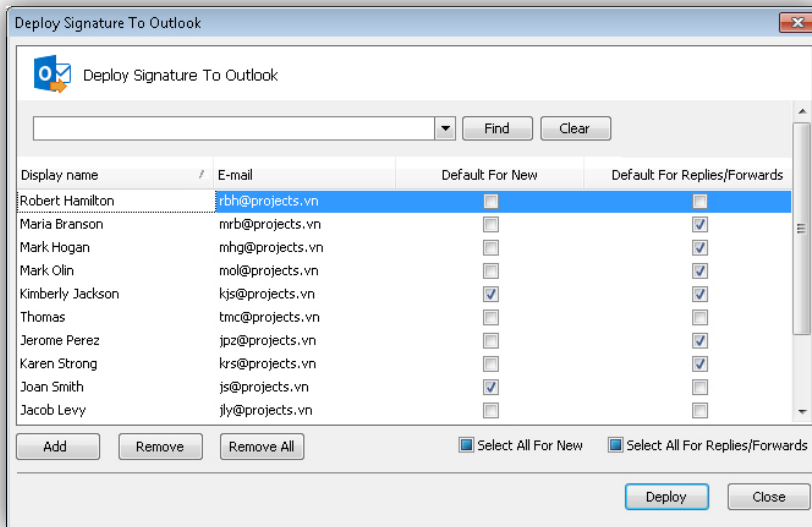 Deploy Signature To Outlook
Deploy Signature To Outlook
Find Clear
Display name / E-mail Default For New Default For Replies/Forwards
Robert Hamilton rbh@projects.vn
Maria Branson mrb@projects.vn
Mark Hogan mhg@projects.vn
Mark Olin mol@projects.vn
Kimberly Jackson kjs@projects.vn
Thomas tmc@projects.vn
Jerome Perez jpz@projects.vn
Karen Strong krs@projects.vn
Joan Smith js@projects.vn
Jacob Levy jly@projects.vn
Add Remove Remove All Select All For New Select All For Replies/Forwards
Deploy Close